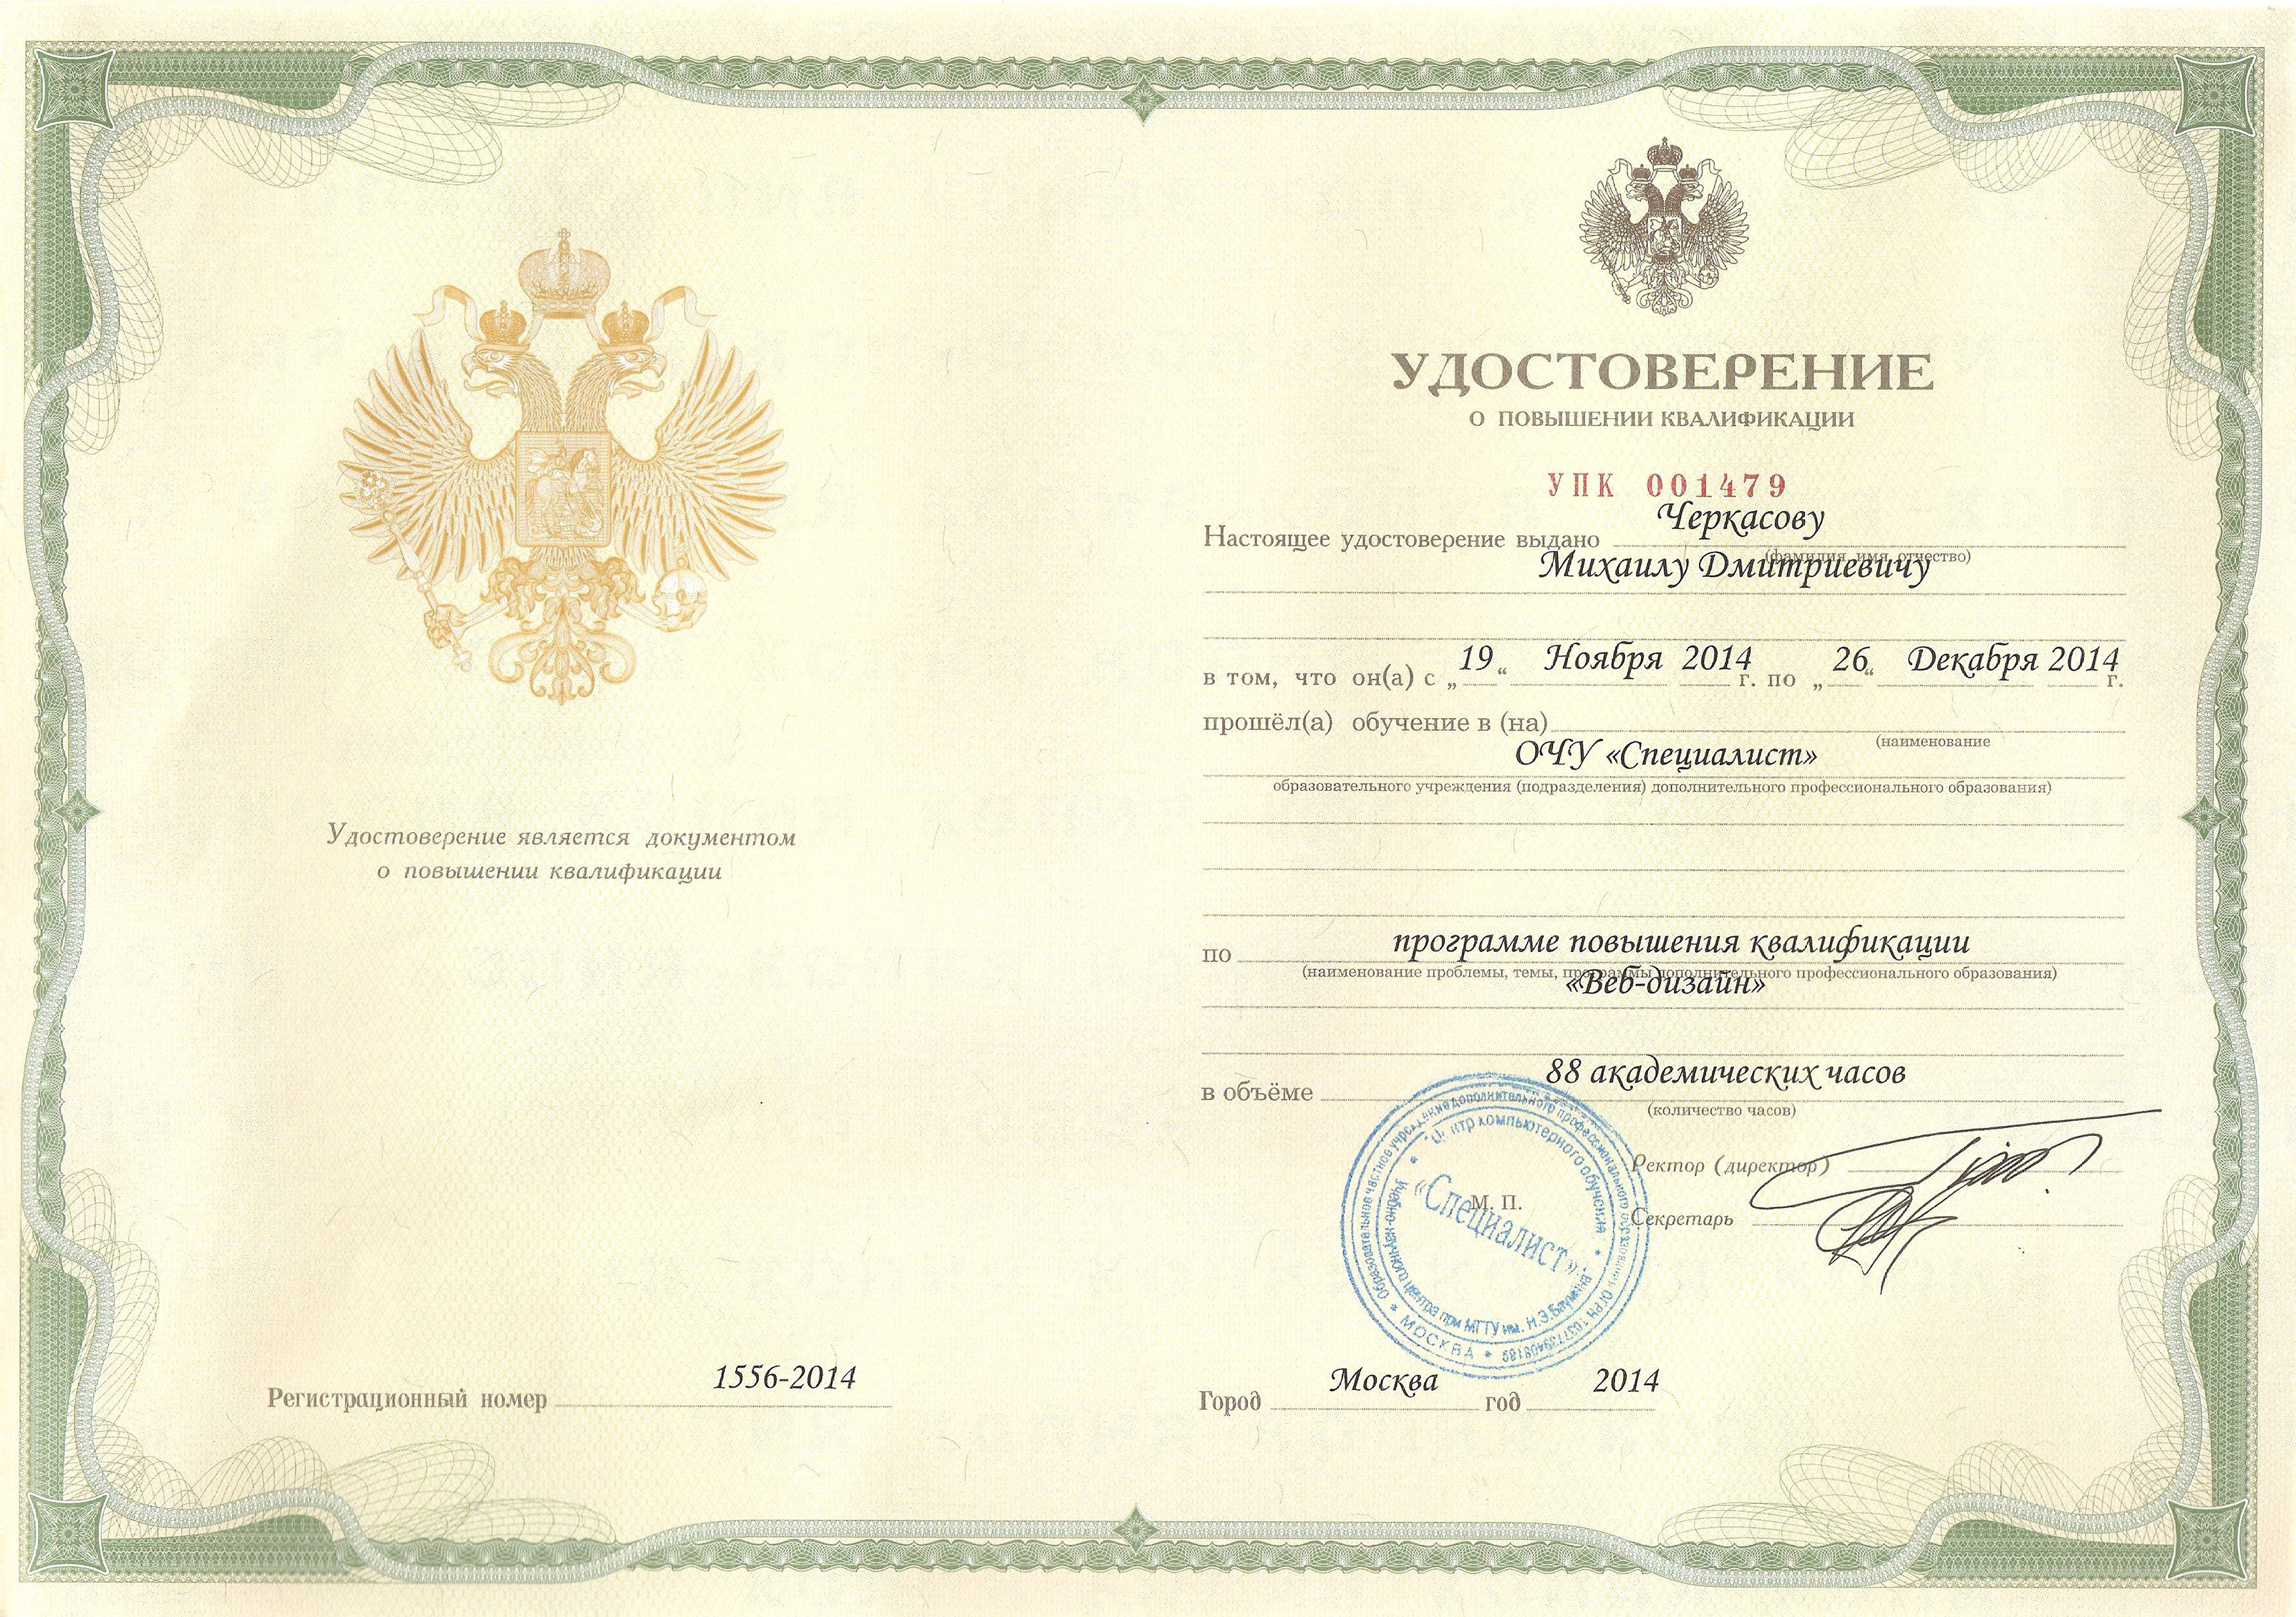 Удостоверение является документом
о повышении квалификации
Регистрационный номер 1556-2014
УДОСТОВЕРЕНИЕ
О ПОВЫШЕНИИ КВАЛИФИКАЦИИ
УПК 001479
Настоящее удостоверение выдано Черкасову
(фамилия, имя, отчество)
Михаилу Дмитриевичу
в том, что он(а) с „19“ Ноября 2014 г. по „26“ Декабря 2014 г.
прошёл(а) обучение в (на)
(наименование
ОЧУ «Специалист»
образовательного учреждения (подразделения) дополнительного профессионального образования)
по программе повышения квалификации
(наименование проблемы, темы, программы дополнительного профессионального образования)
«Веб-дизайн»
в объёме 88 академических часов
(количество часов)
Ректор (директор)
М. П.
Секретарь
Образовательное частное учреждение дополнительного профессионального образования ОГРН
* МОСКВА *
Центр компьютерного обучения
«Специалист»
Учебно-научного центра при МГТУ им. Н.Э.Баумана
Город Москва год 2014